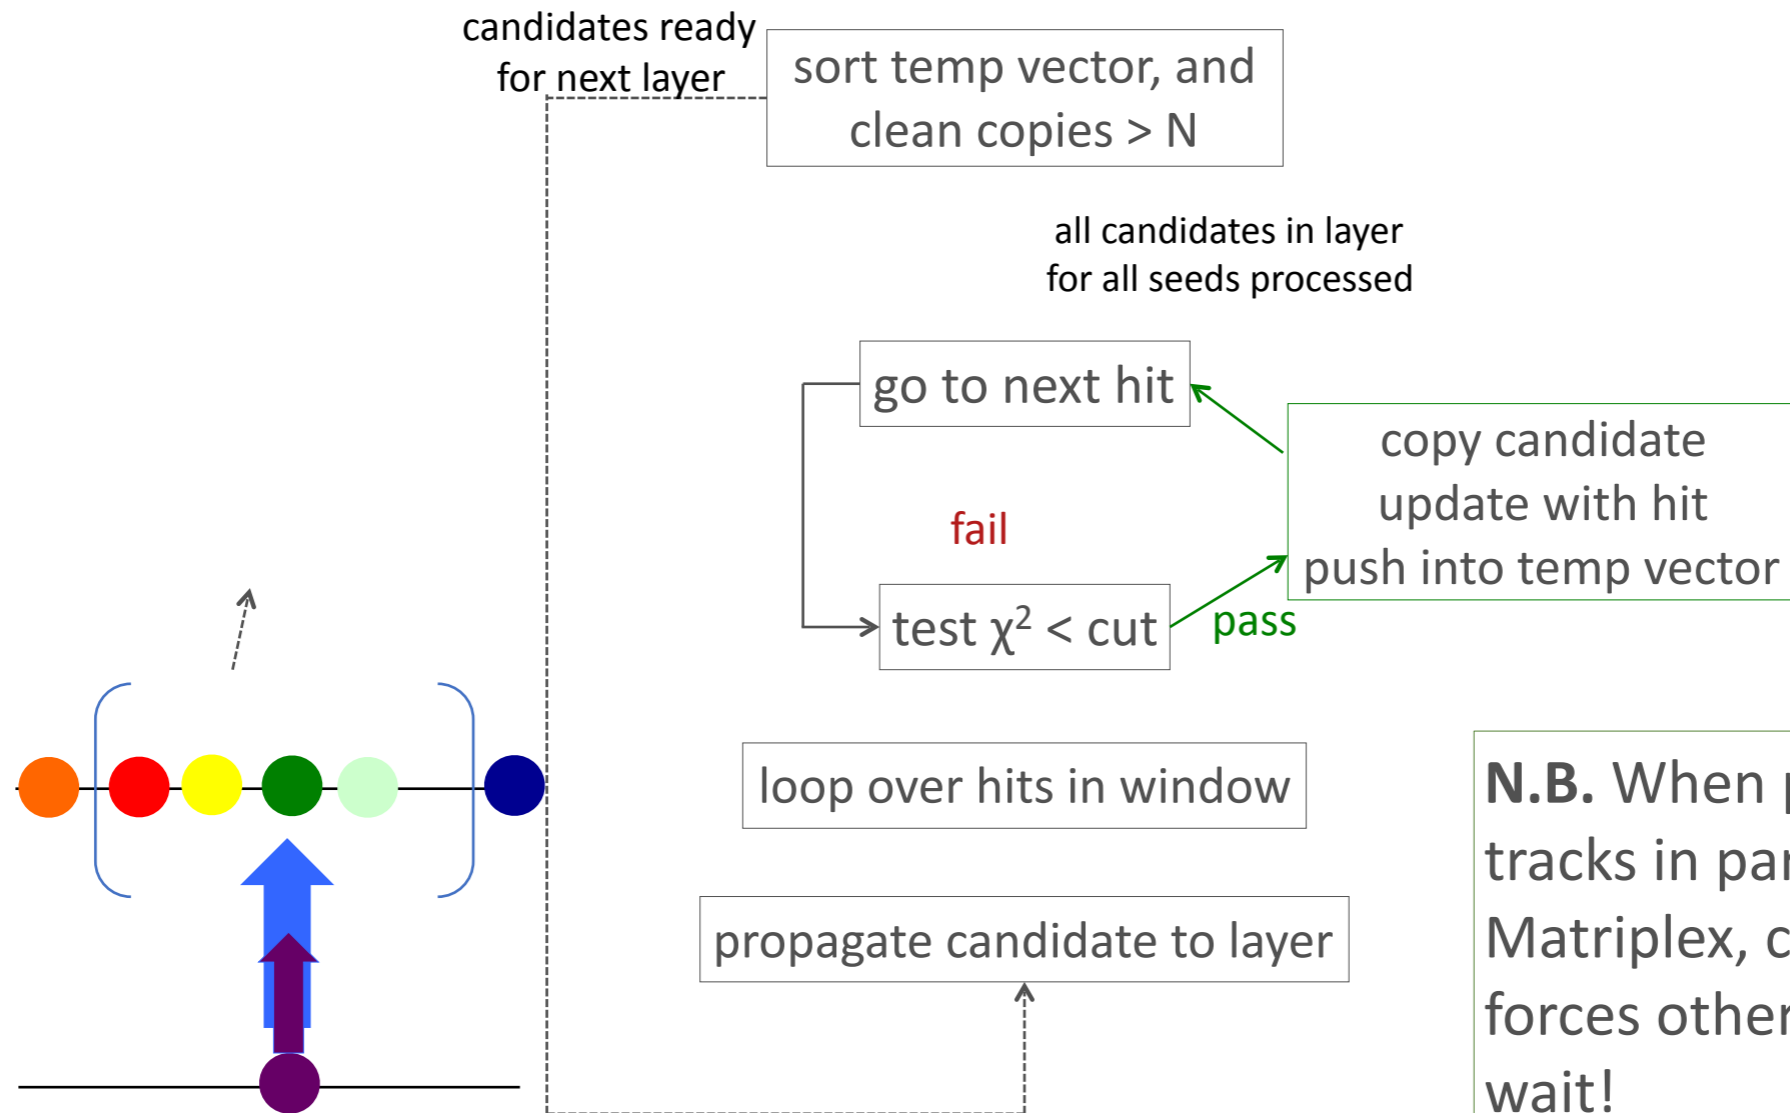 candidates ready
for next layer
sort temp vector, and
clean copies > N
all candidates in layer
for all seeds processed
go to next hit
copy candidate
update with hit
push into temp vector
fail
test χ² < cut
pass
loop over hits in window
propagate candidate to layer
N.B. When
tracks in
Matriplex,
forces other
wait!